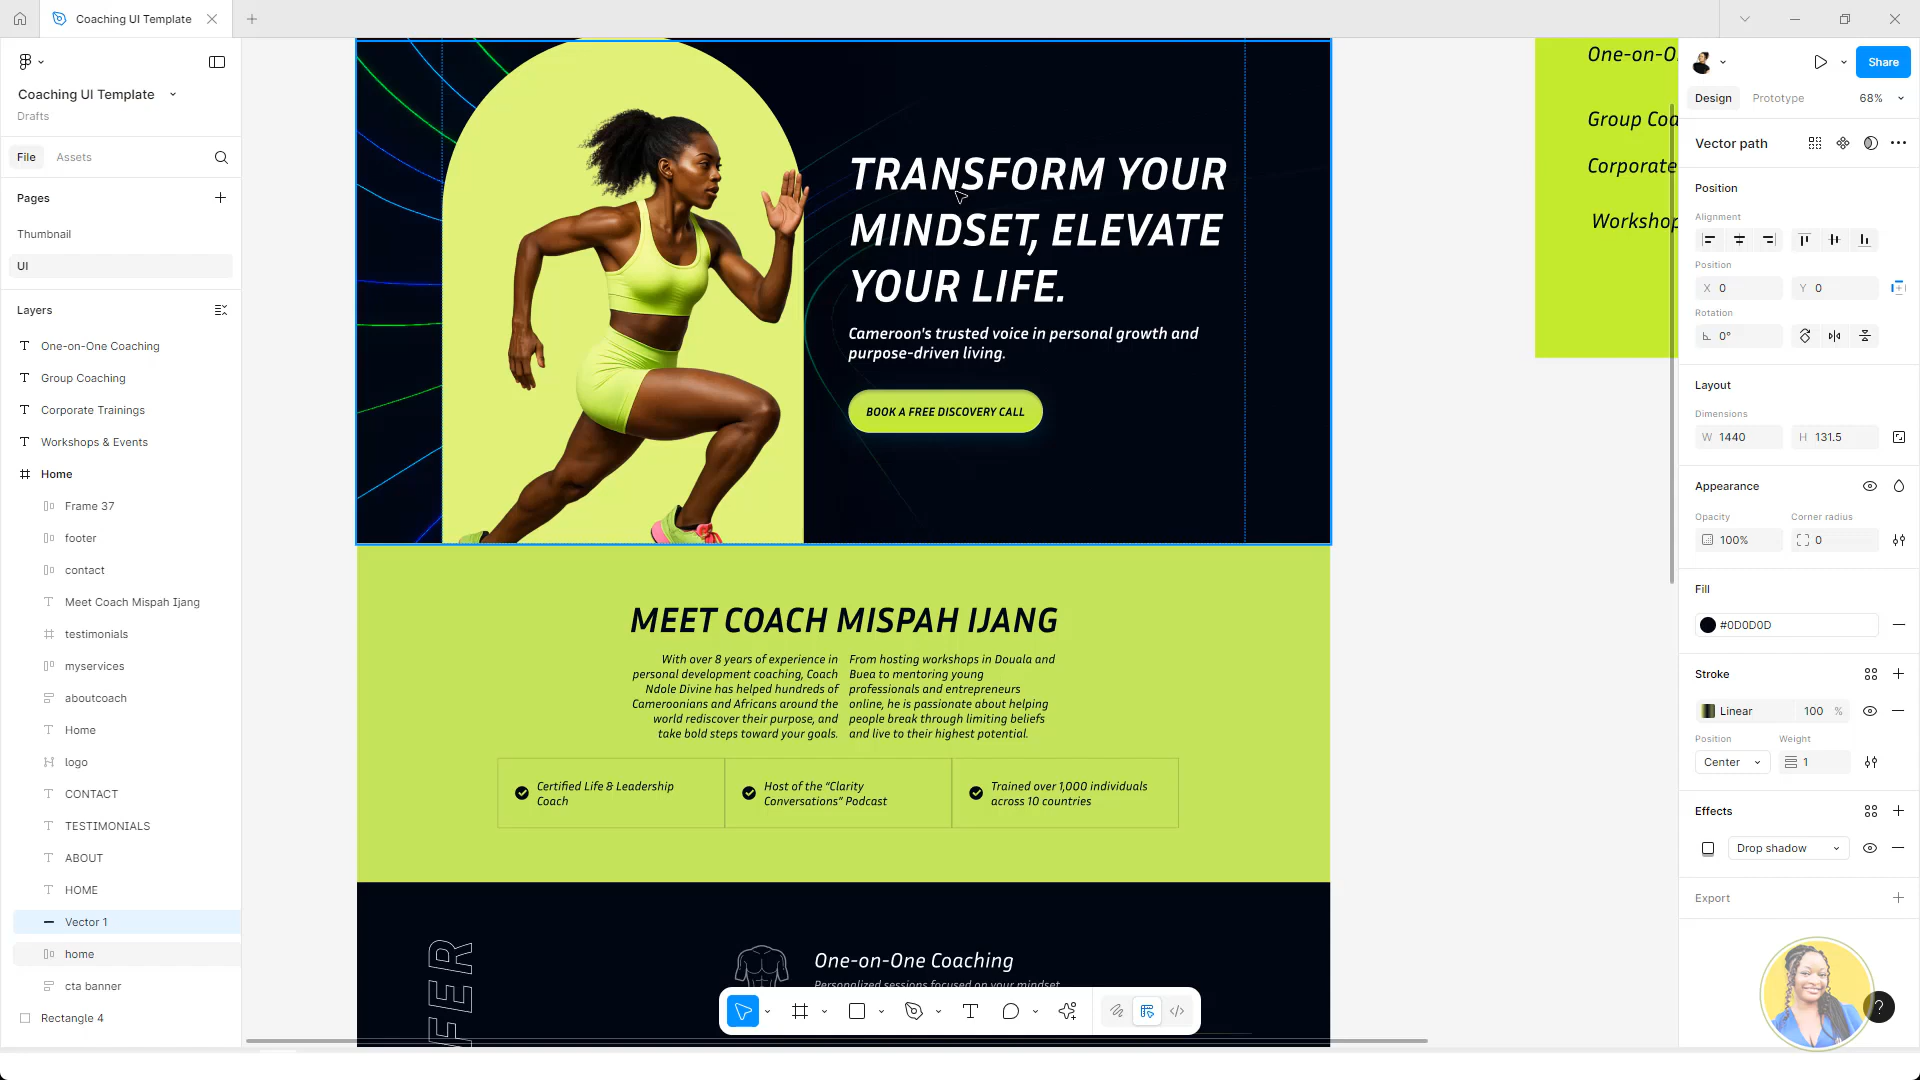 Coaching UI Template
Coaching UI Template
Drafts
File
Assets
Pages
Thumbnail
UI
Layers
One-on-One Coaching
Group Coaching
Corporate Trainings
Workshops & Events
Home
Frame 37
footer
contact
Meet Coach Mispah Ijang
testimonials
myservices
aboutcoach
Home
logo
CONTACT
TESTIMONIALS
ABOUT
HOME
Vector 1
home
cta banner
Rectangle 4
TRANSFORM YOUR
MINDSET, ELEVATE
YOUR LIFE.
Cameroon's trusted voice in personal growth and
purpose-driven living.
BOOK A FREE DISCOVERY CALL
MEET COACH MISPAH IJANG
With over 8 years of experience in
personal development coaching, Coach
Ndole Divine has helped hundreds of
Cameroonians and Africans around the
world rediscover their purpose, and
take bold steps toward your goals.
From hosting workshops in Douala and
Buea to mentoring young
professionals and entrepreneurs
online, he is passionate about helping
people break through limiting beliefs
and live to their highest potential.
Certified Life & Leadership
Coach
Host of the “Clarity
Conversations” Podcast
Trained over 1,000 individuals
across 10 countries
FER
One-on-One Coaching
Personalized sessions focused on your mindset,
One-on-O
Group Coa
Corporate
Workshop
Share
Design
Prototype
68%
Vector path
Position
Alignment
Position
X 0
Y 0
Rotation
0°
Layout
Dimensions
W 1440
H 131.5
Appearance
Opacity
Corner radius
100%
0
Fill
#0D0D0D
Stroke
Linear
100 %
Position
Weight
Center
1
Effects
Drop shadow
Export
?